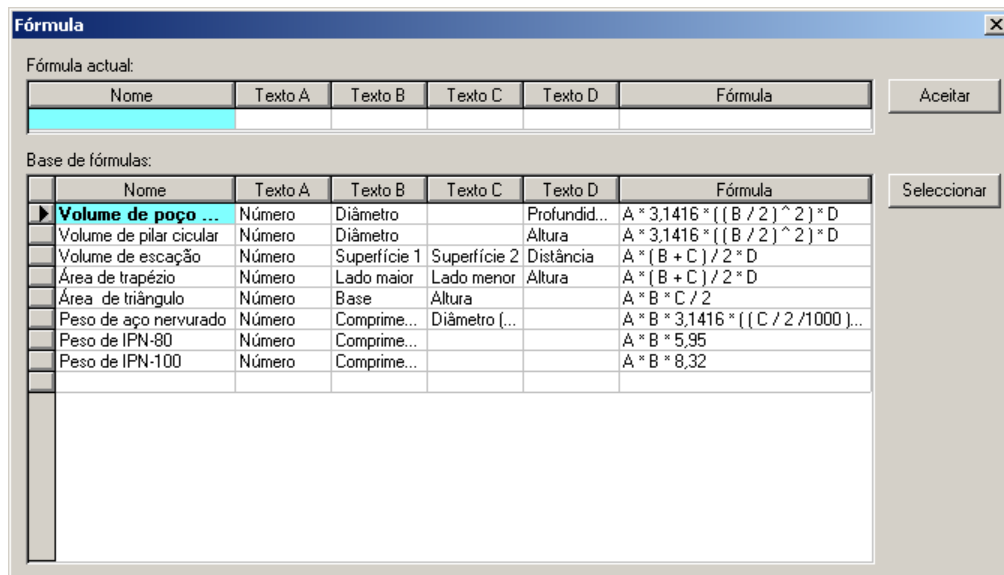 Fórmula
Fórmula actual:
Nome Texto A Texto B Texto C Texto D Fórmula
Aceitar
Base de fórmulas:
Nome Texto A Texto B Texto C Texto D Fórmula
Seleccionar
Volume de poço ... Número Diâmetro Profundid... A * 3,1416 * ( ( B / 2 ) ^ 2 ) * D
Volume de pilar cicular Número Diâmetro Altura A * 3,1416 * ( ( B / 2 ) ^ 2 ) * D
Volume de escação Número Superfície 1 Superfície 2 Distância A * ( B + C ) / 2 * D
Área de trapézio Número Lado maior Lado menor Altura A * ( B + C ) / 2 * D
Área de triângulo Número Base Altura A * B * C / 2
Peso de aço nervurado Número Comprime... Diâmetro (... A * B * 3,1416 * ( ( C / 2 /1000 )...
Peso de IPN-80 Número Comprime... A * B * 5,95
Peso de IPN-100 Número Comprime... A * B * 8,32